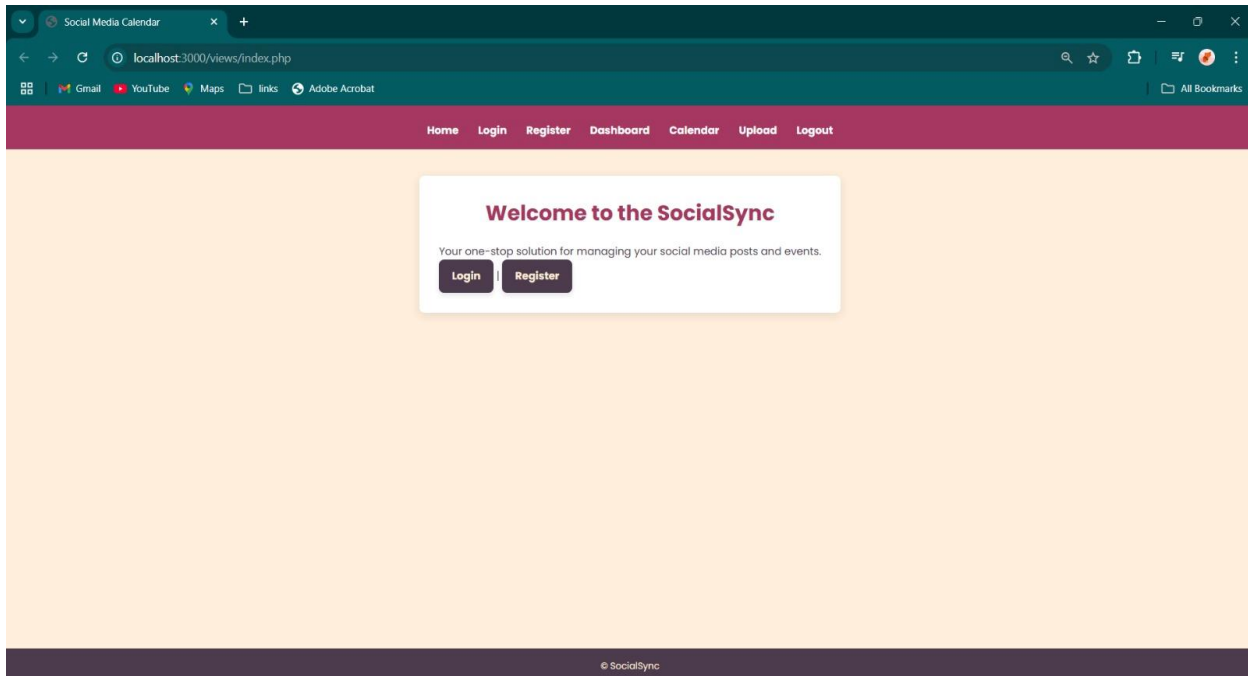 Social Media Calendar
localhost:3000/views/index.php
Gmail YouTube Maps links Adobe Acrobat All Bookmarks
Home Login Register Dashboard Calendar Upload Logout
Welcome to the SocialSync
Your one-stop solution for managing your social media posts and events.
Login | Register
© SocialSync